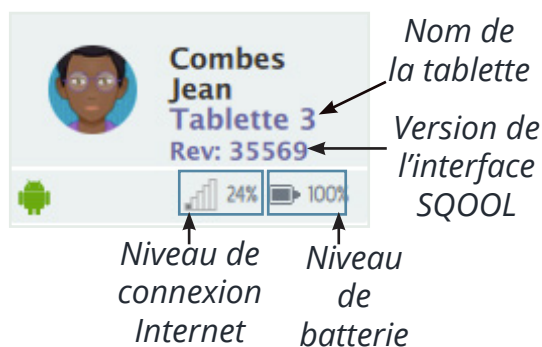 Combes
Jean
Tablette 3
Rev: 35569
24% 100%
Nom de
la tablette
Version de
l'interface
SQOOL
Niveau de
connexion
Internet
Niveau
de
batterie